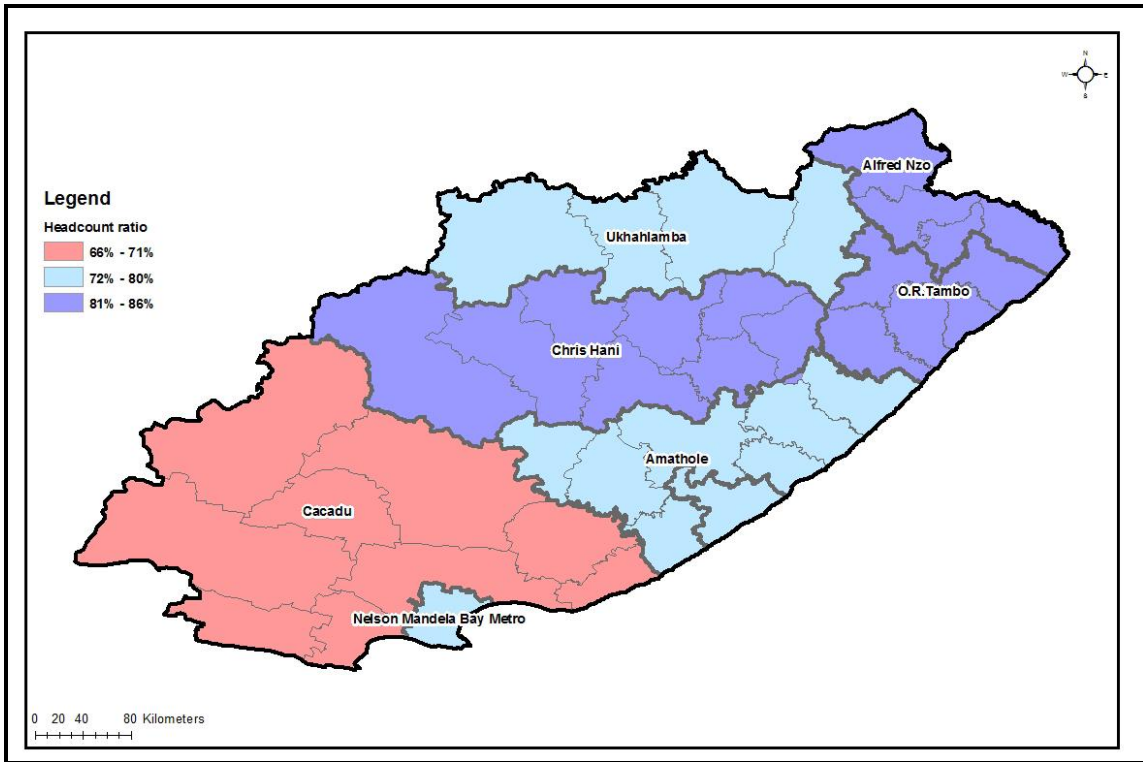 N
W E
S
Alfred Nzo
Legend
Headcount ratio
66% - 71%
72% - 80%
81% - 86%
Ukhahlamba
O.R.Tambo
Chris Hani
Amathole
Cacadu
Nelson Mandela Bay Metro
0 20 40 80 Kilometers